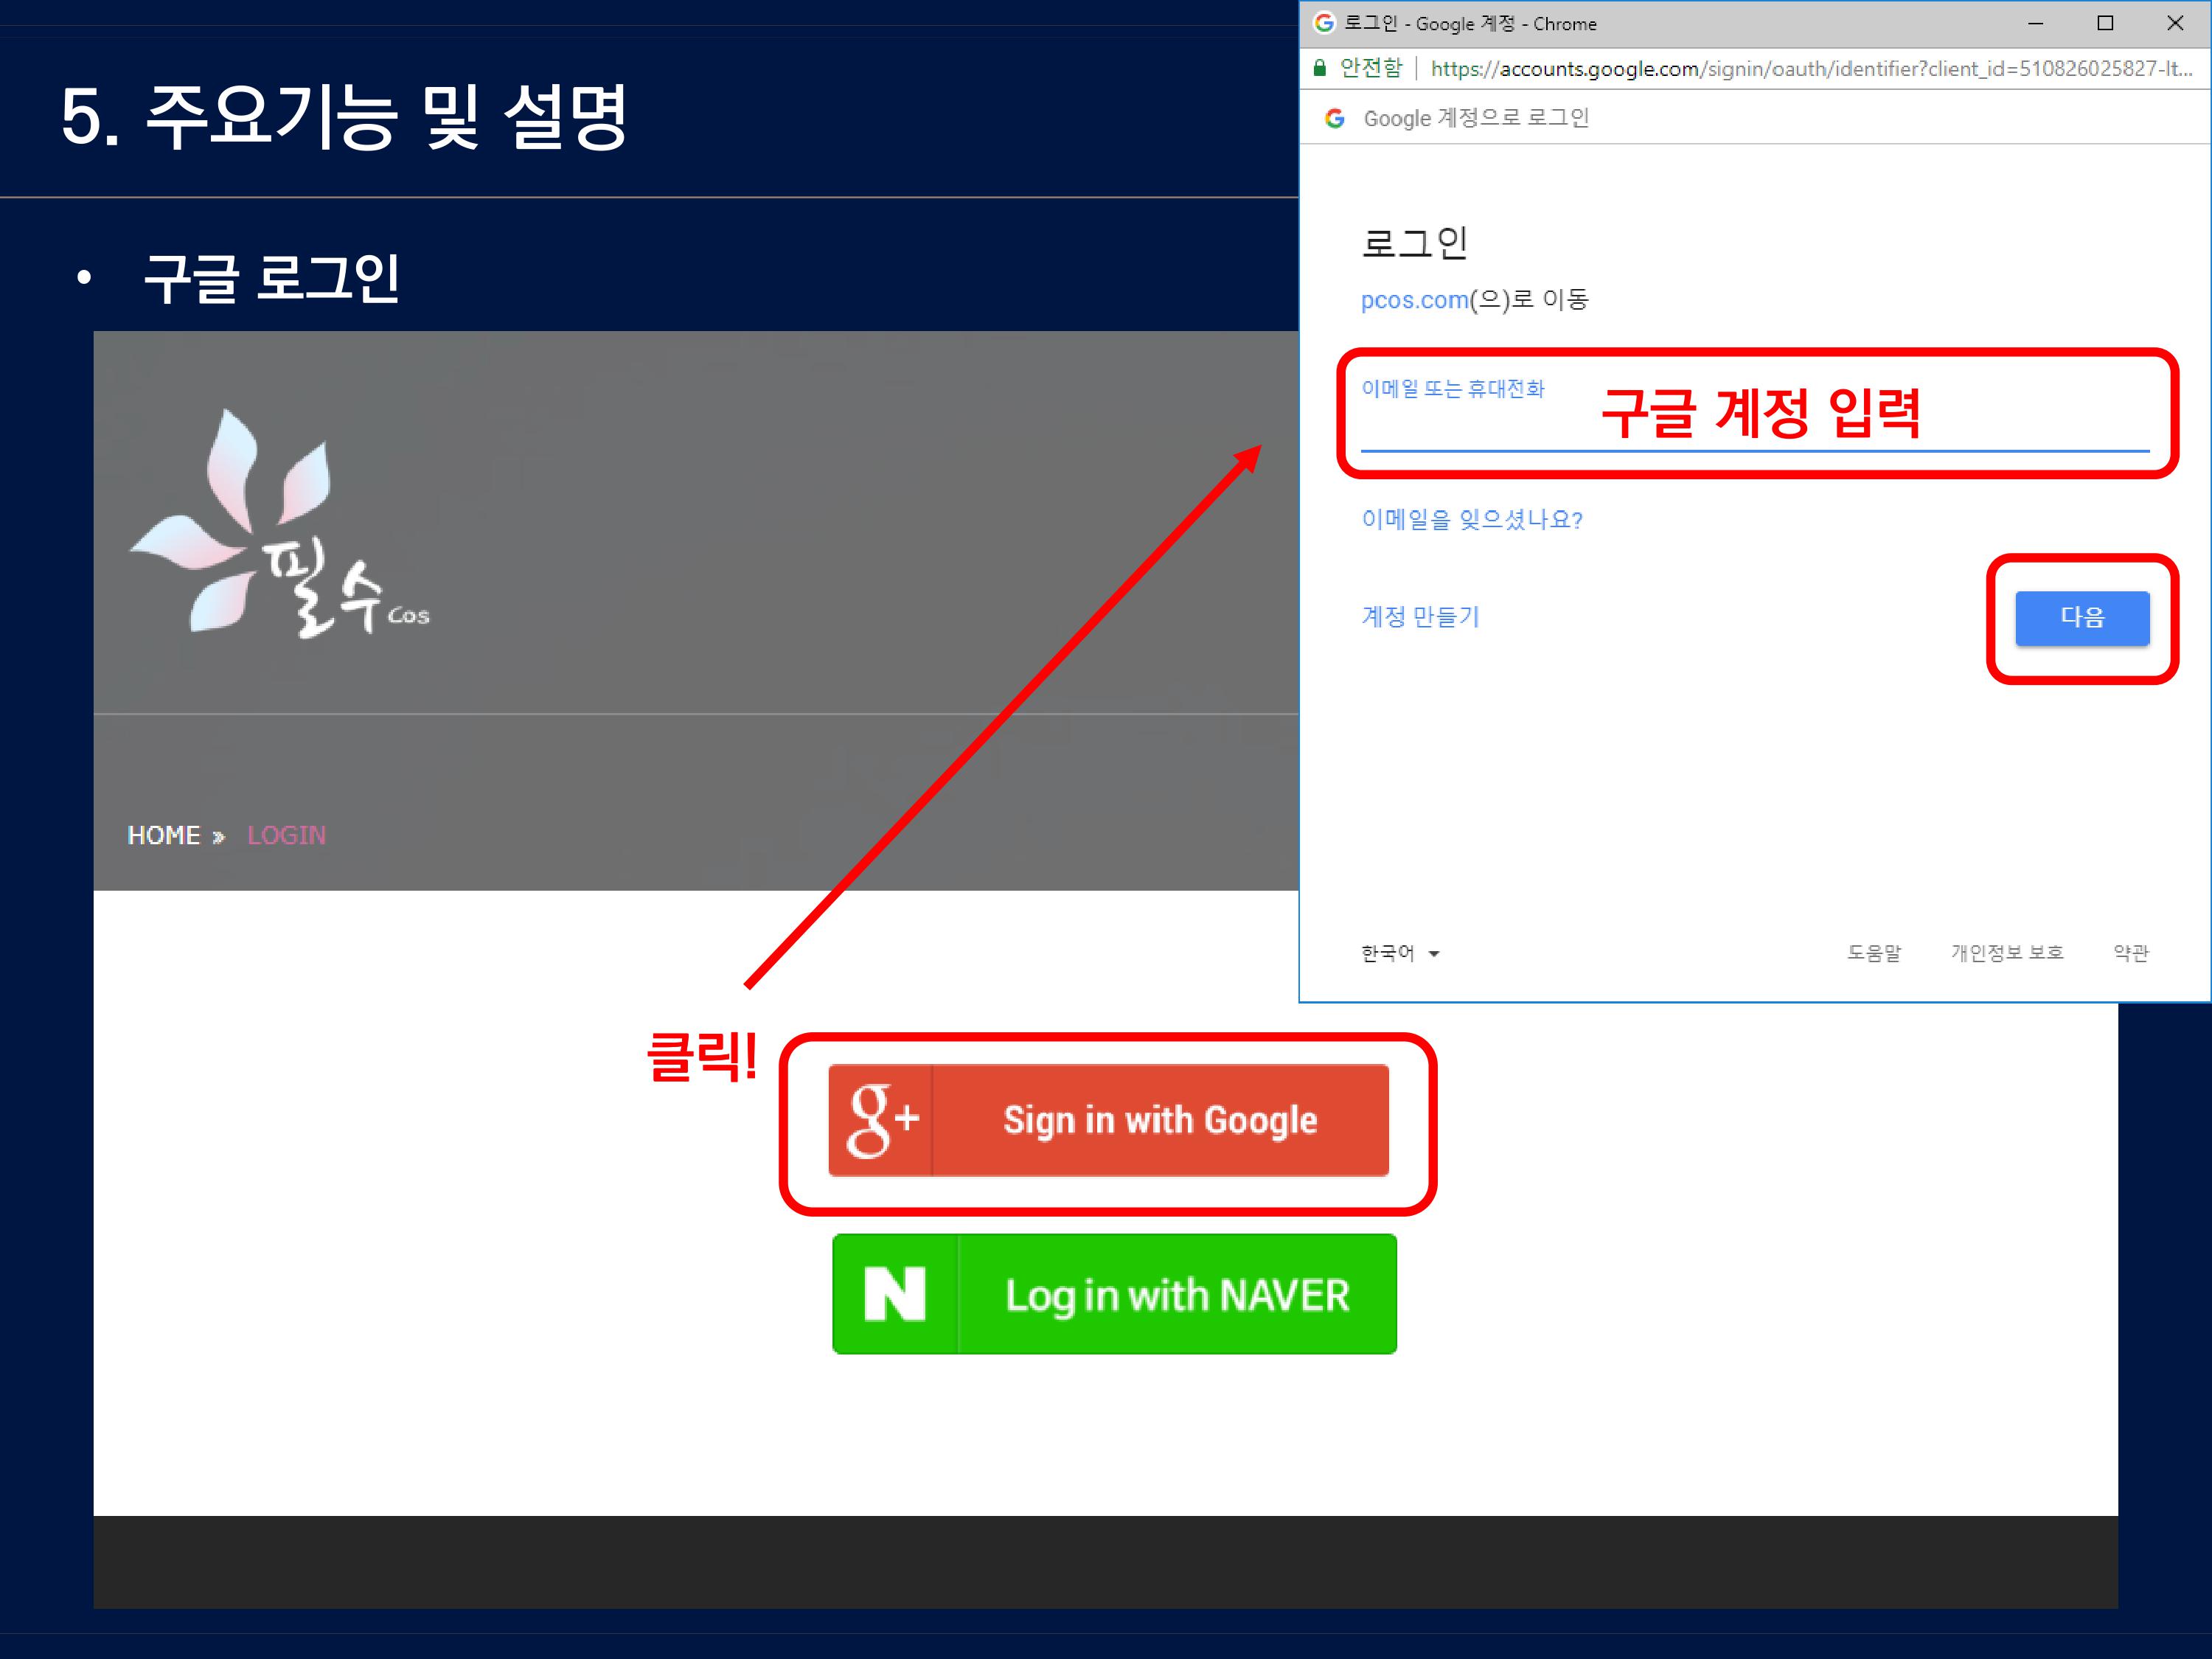 5. 주요기능 및 설명
• 구글 로그인
필수 Cos
HOME » LOGIN
클릭!
g+ Sign in with Google
N Log in with NAVER
로그인 - Google 계정 - Chrome
안전함 | https://accounts.google.com/signin/oauth/identifier?client_id=510826025827-lt...
G Google 계정으로 로그인
로그인
pcos.com(으)로 이동
이메일 또는 휴대전화
구글 계정 입력
이메일을 잊으셨나요?
계정 만들기
다음
한국어
도움말 개인정보 보호 약관